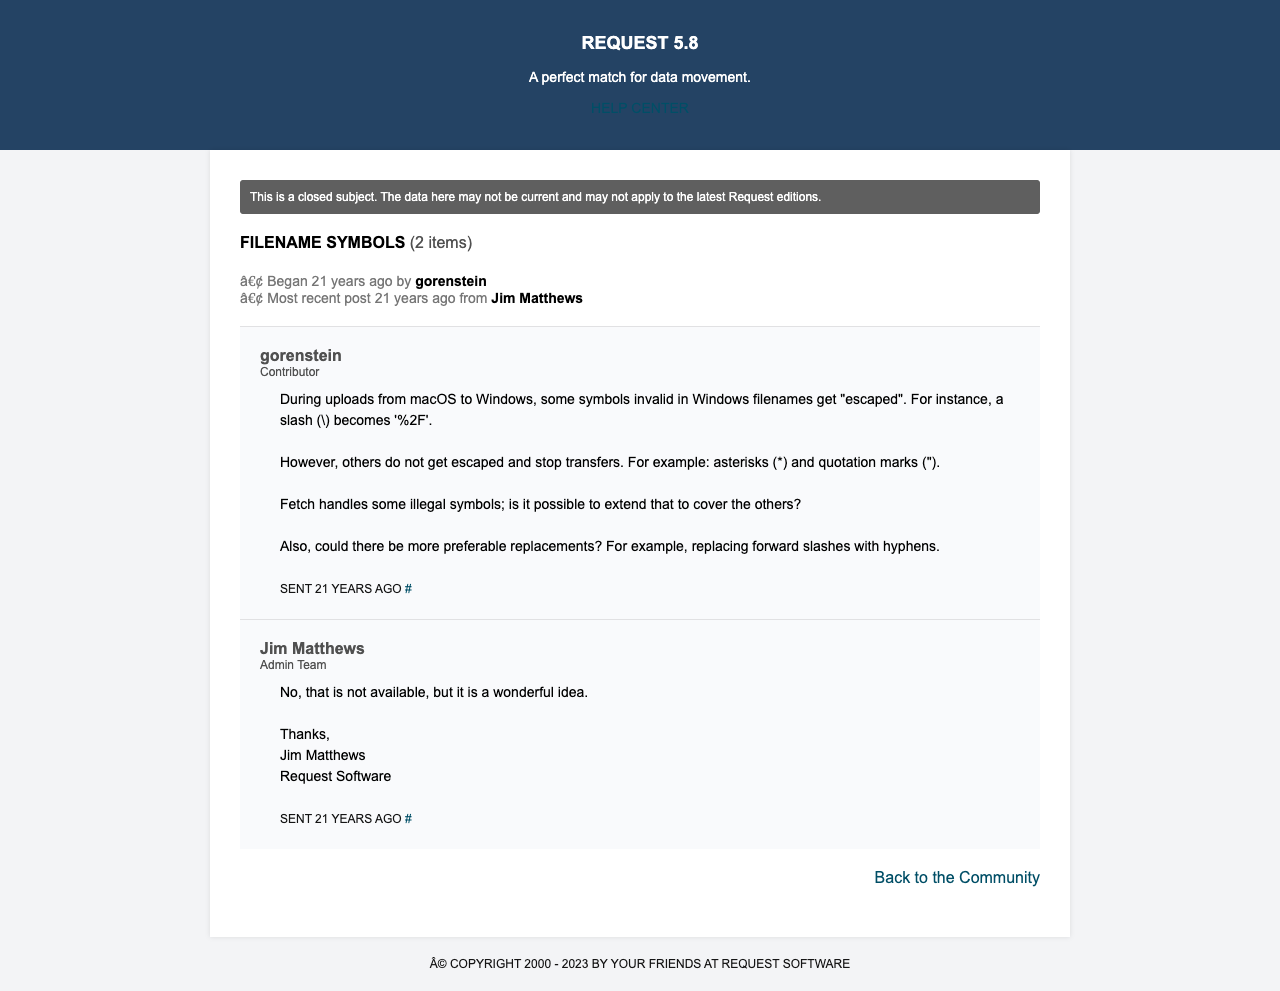 REQUEST 5.8
A perfect match for data movement.
HELP CENTER
This is a closed subject. The data here may not be current and may not apply to the latest Request editions.
FILENAME SYMBOLS (2 items)
â€¢ Began 21 years ago by gorenstein
â€¢ Most recent post 21 years ago from Jim Matthews
gorenstein
Contributor
During uploads from macOS to Windows, some symbols invalid in Windows filenames get "escaped". For instance, a
slash (\) becomes '%2F'.
However, others do not get escaped and stop transfers. For example: asterisks (*) and quotation marks (").
Fetch handles some illegal symbols; is it possible to extend that to cover the others?
Also, could there be more preferable replacements? For example, replacing forward slashes with hyphens.
SENT 21 YEARS AGO #
Jim Matthews
Admin Team
No, that is not available, but it is a wonderful idea.
Thanks,
Jim Matthews
Request Software
SENT 21 YEARS AGO #
Back to the Community
Â© COPYRIGHT 2000 - 2023 BY YOUR FRIENDS AT REQUEST SOFTWARE